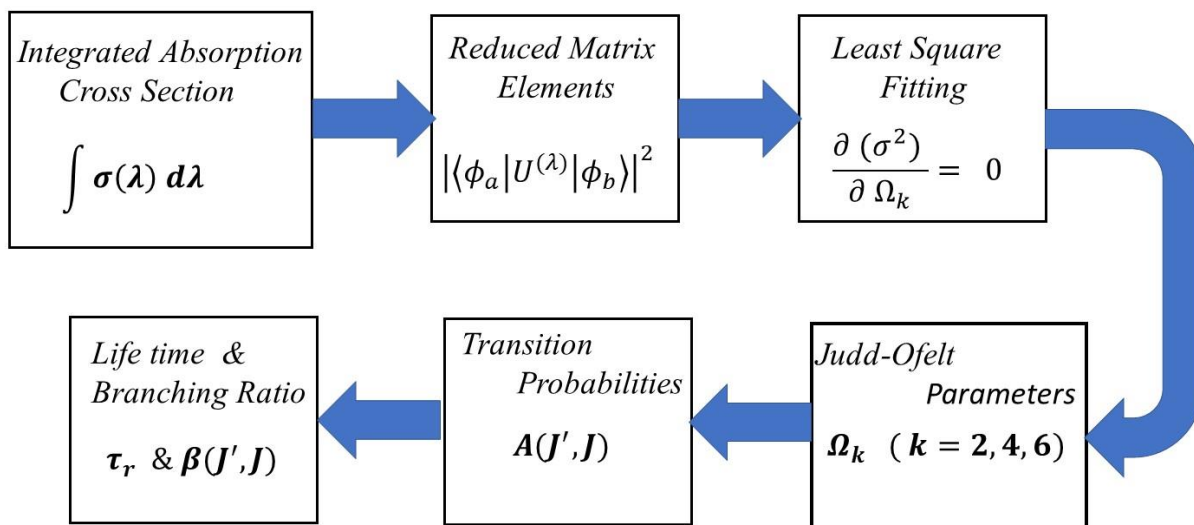 Integrated Absorption
Cross Section
∫ σ(λ) dλ
Reduced Matrix
Elements
|⟨ϕₐ|U^(λ)|ϕ_b⟩|²
Least Square
Fitting
∂ (σ²)
∂ Ωₖ
= 0
Judd-Ofelt
Parameters
Ωₖ ( k = 2, 4, 6)
Transition
Probabilities
A(J′, J)
Life time &
Branching Ratio
τᵣ & β(J′, J)